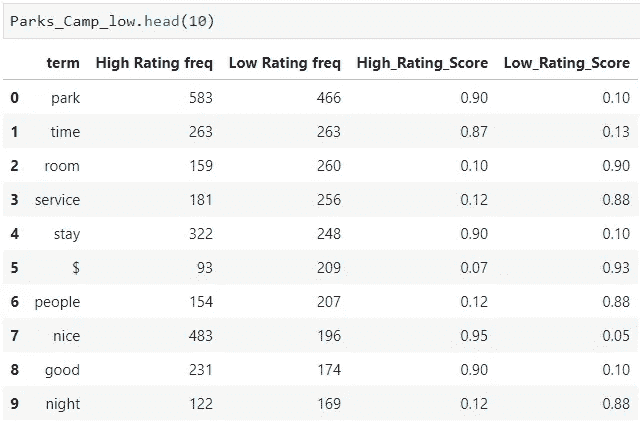 Parks_Camp_low.head(10)
term High Rating freq Low Rating freq High_Rating_Score Low_Rating_Score
0 park 583 466 0.90 0.10
1 time 263 263 0.87 0.13
2 room 159 260 0.10 0.90
3 service 181 256 0.12 0.88
4 stay 322 248 0.90 0.10
5 $ 93 209 0.07 0.93
6 people 154 207 0.12 0.88
7 nice 483 196 0.95 0.05
8 good 231 174 0.90 0.10
9 night 122 169 0.12 0.88